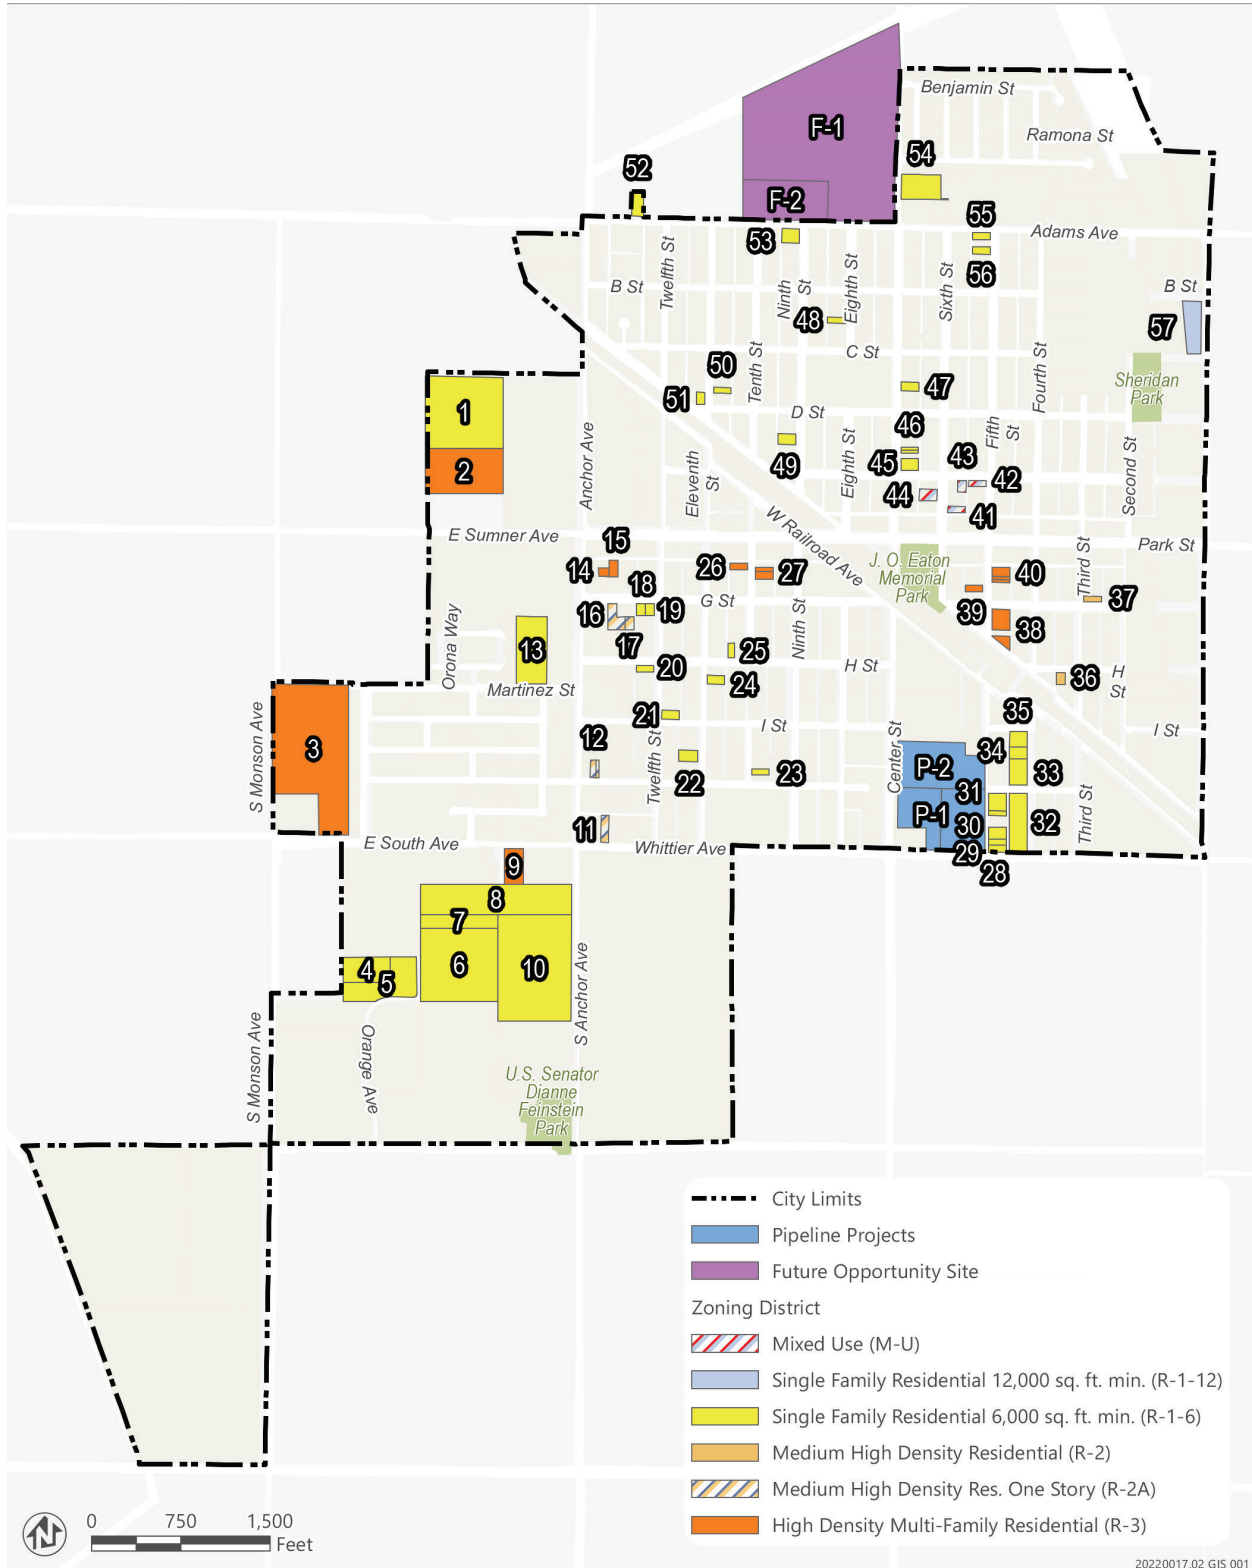 Benjamin St
F-1
Ramona St
54
52
F-2
55
Adams Ave
53
56
Twelfth St
Ninth
St
Eighth St
Sixth St
B St
B St
48
57
C St
50
Tenth St
47
Fourth St
Sheridan
Park
51
D St
46
1
Anchor Ave
Eighth St
Fifth
St
43
2
49
45
42
Eleventh
St
44
Second St
41
W Railroad Ave
E Sumner Ave
15
Park St
14
26
27
J. O. Eaton
Memorial
Park
40
Third St
18
G St
39
37
16
19
38
Orona Way
17
25
Ninth St
13
20
H St
36
H
St
Martinez St
24
21
I St
35
I St
S Monson Ave
3
12
Twelfth St
22
23
Center St
34
P-2
33
31
P-1
11
30
32
Third St
E South Ave
Whittier Ave
29
28
9
8
7
4
5
6
10
S Anchor Ave
S Monson Ave
Orange Ave
U.S. Senator
Dianne
Feinstein
Park
City Limits
Pipeline Projects
Future Opportunity Site
Zoning District
Mixed Use (M-U)
Single Family Residential 12,000 sq. ft. min. (R-1-12)
Single Family Residential 6,000 sq. ft. min. (R-1-6)
Medium High Density Residential (R-2)
Medium High Density Res. One Story (R-2A)
High Density Multi-Family Residential (R-3)
N
0 750 1,500
Feet
20220017.02 GIS 001